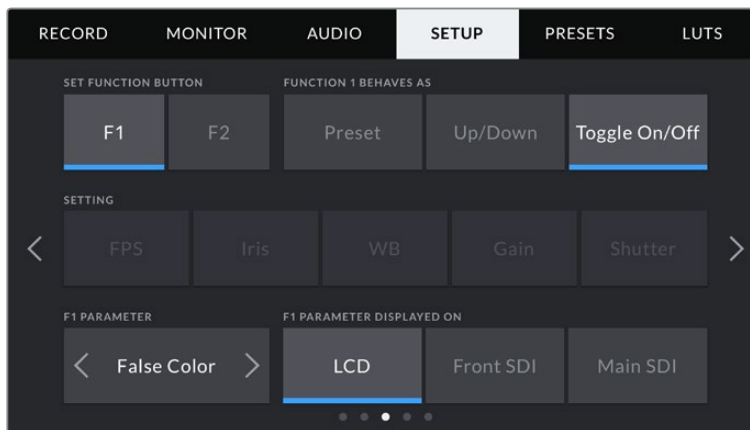 RECORD MONITOR AUDIO SETUP PRESETS LUTS
SET FUNCTION BUTTON FUNCTION 1 BEHAVES AS
F1 F2 Preset Up/Down Toggle On/Off
SETTING
FPS Iris WB Gain Shutter
F1 PARAMETER F1 PARAMETER DISPLAYED ON
False Color LCD Front SDI Main SDI